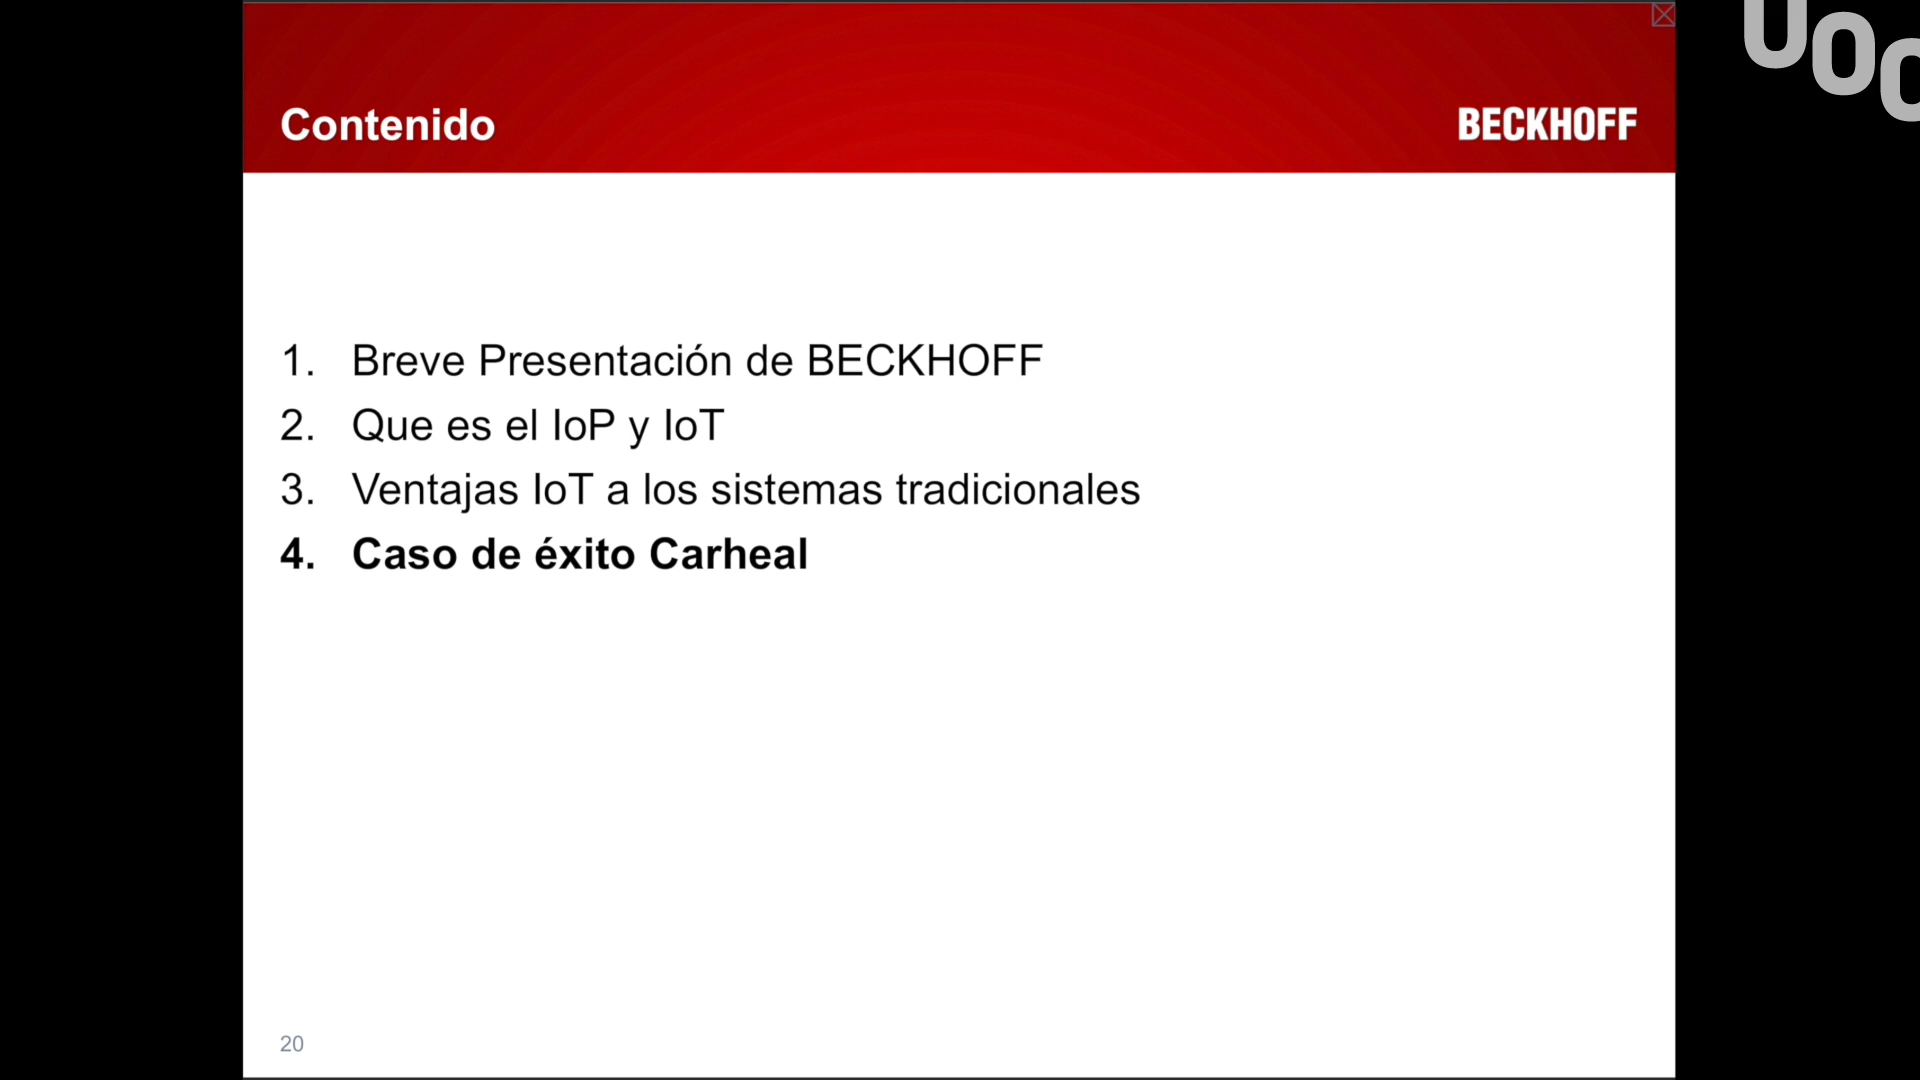 UOC
Contenido
BECKHOFF
1. Breve Presentación de BECKHOFF
2. Que es el IoP y IoT
3. Ventajas IoT a los sistemas tradicionales
4. Caso de éxito Carheal
20